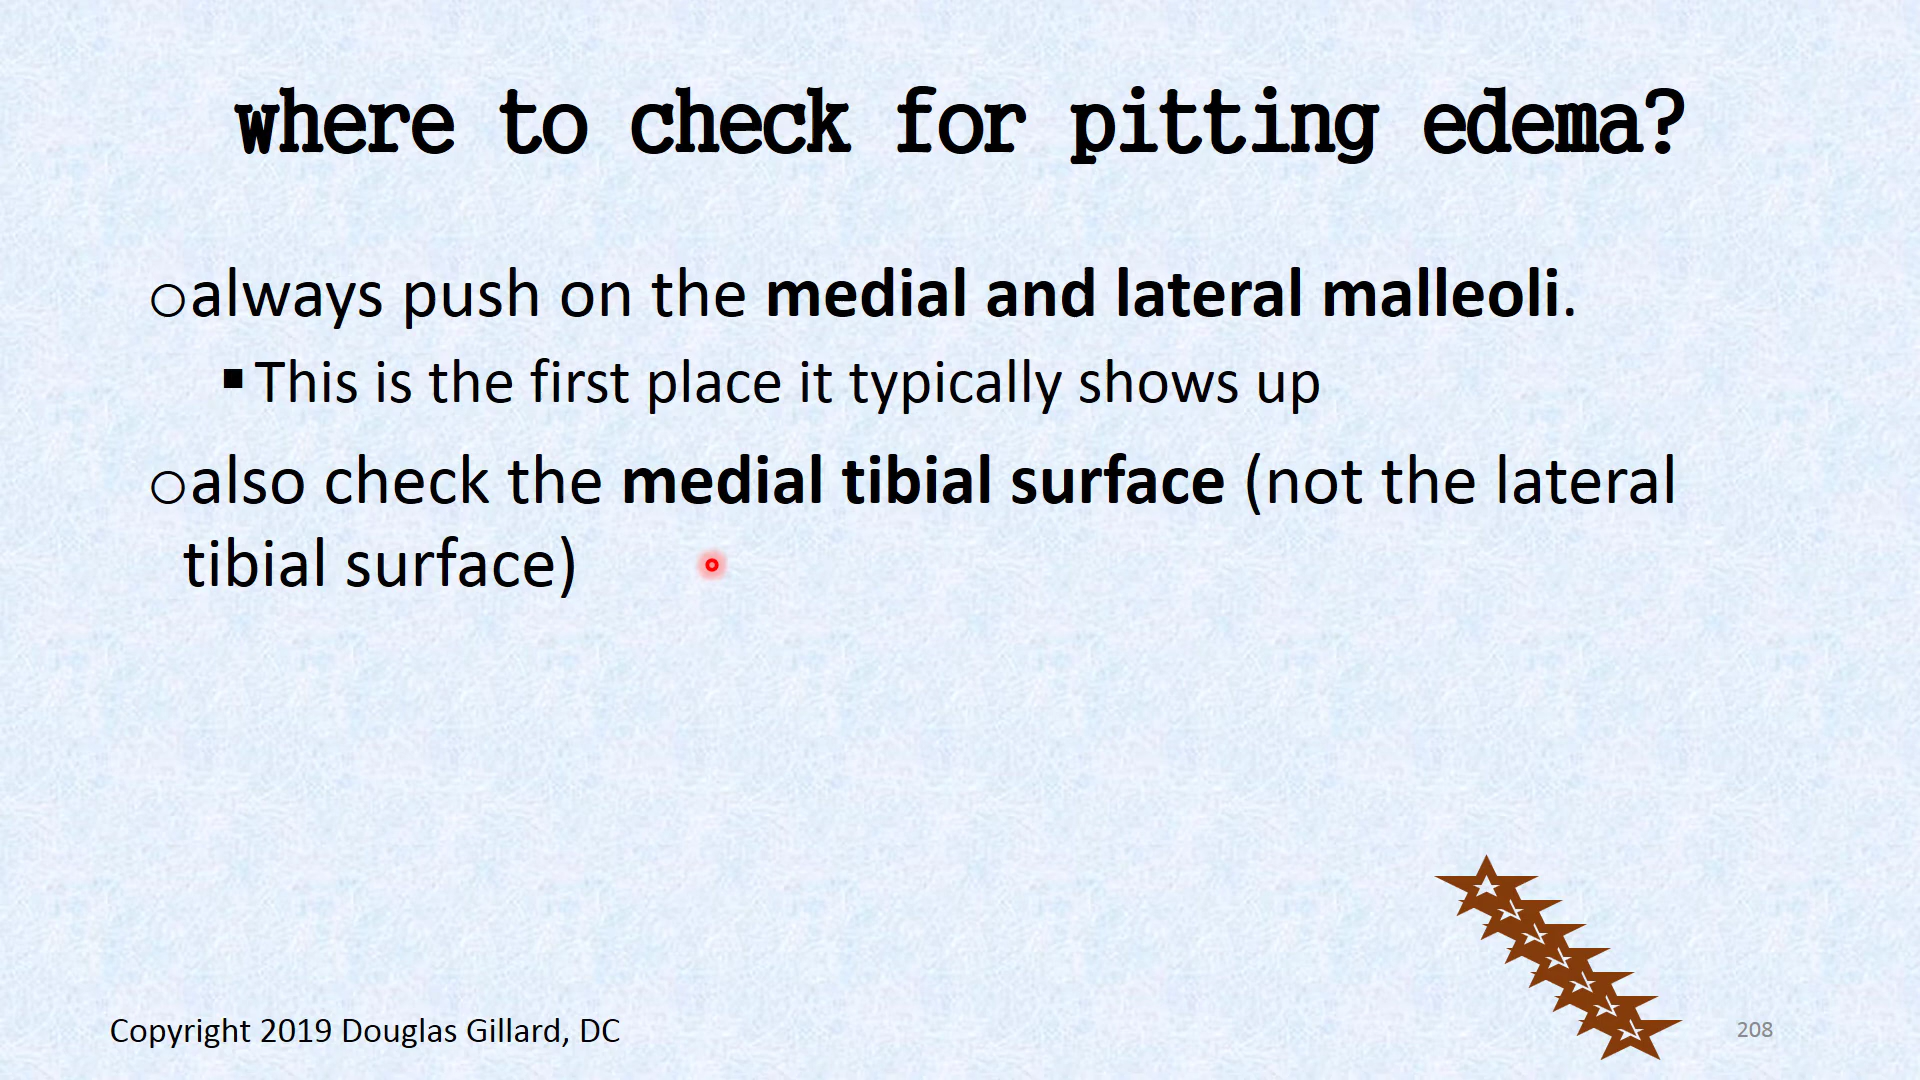 where to check for pitting edema?
oalways push on the medial and lateral malleoli.
▪This is the first place it typically shows up
oalso check the medial tibial surface (not the lateral
tibial surface)
Copyright 2019 Douglas Gillard, DC
208